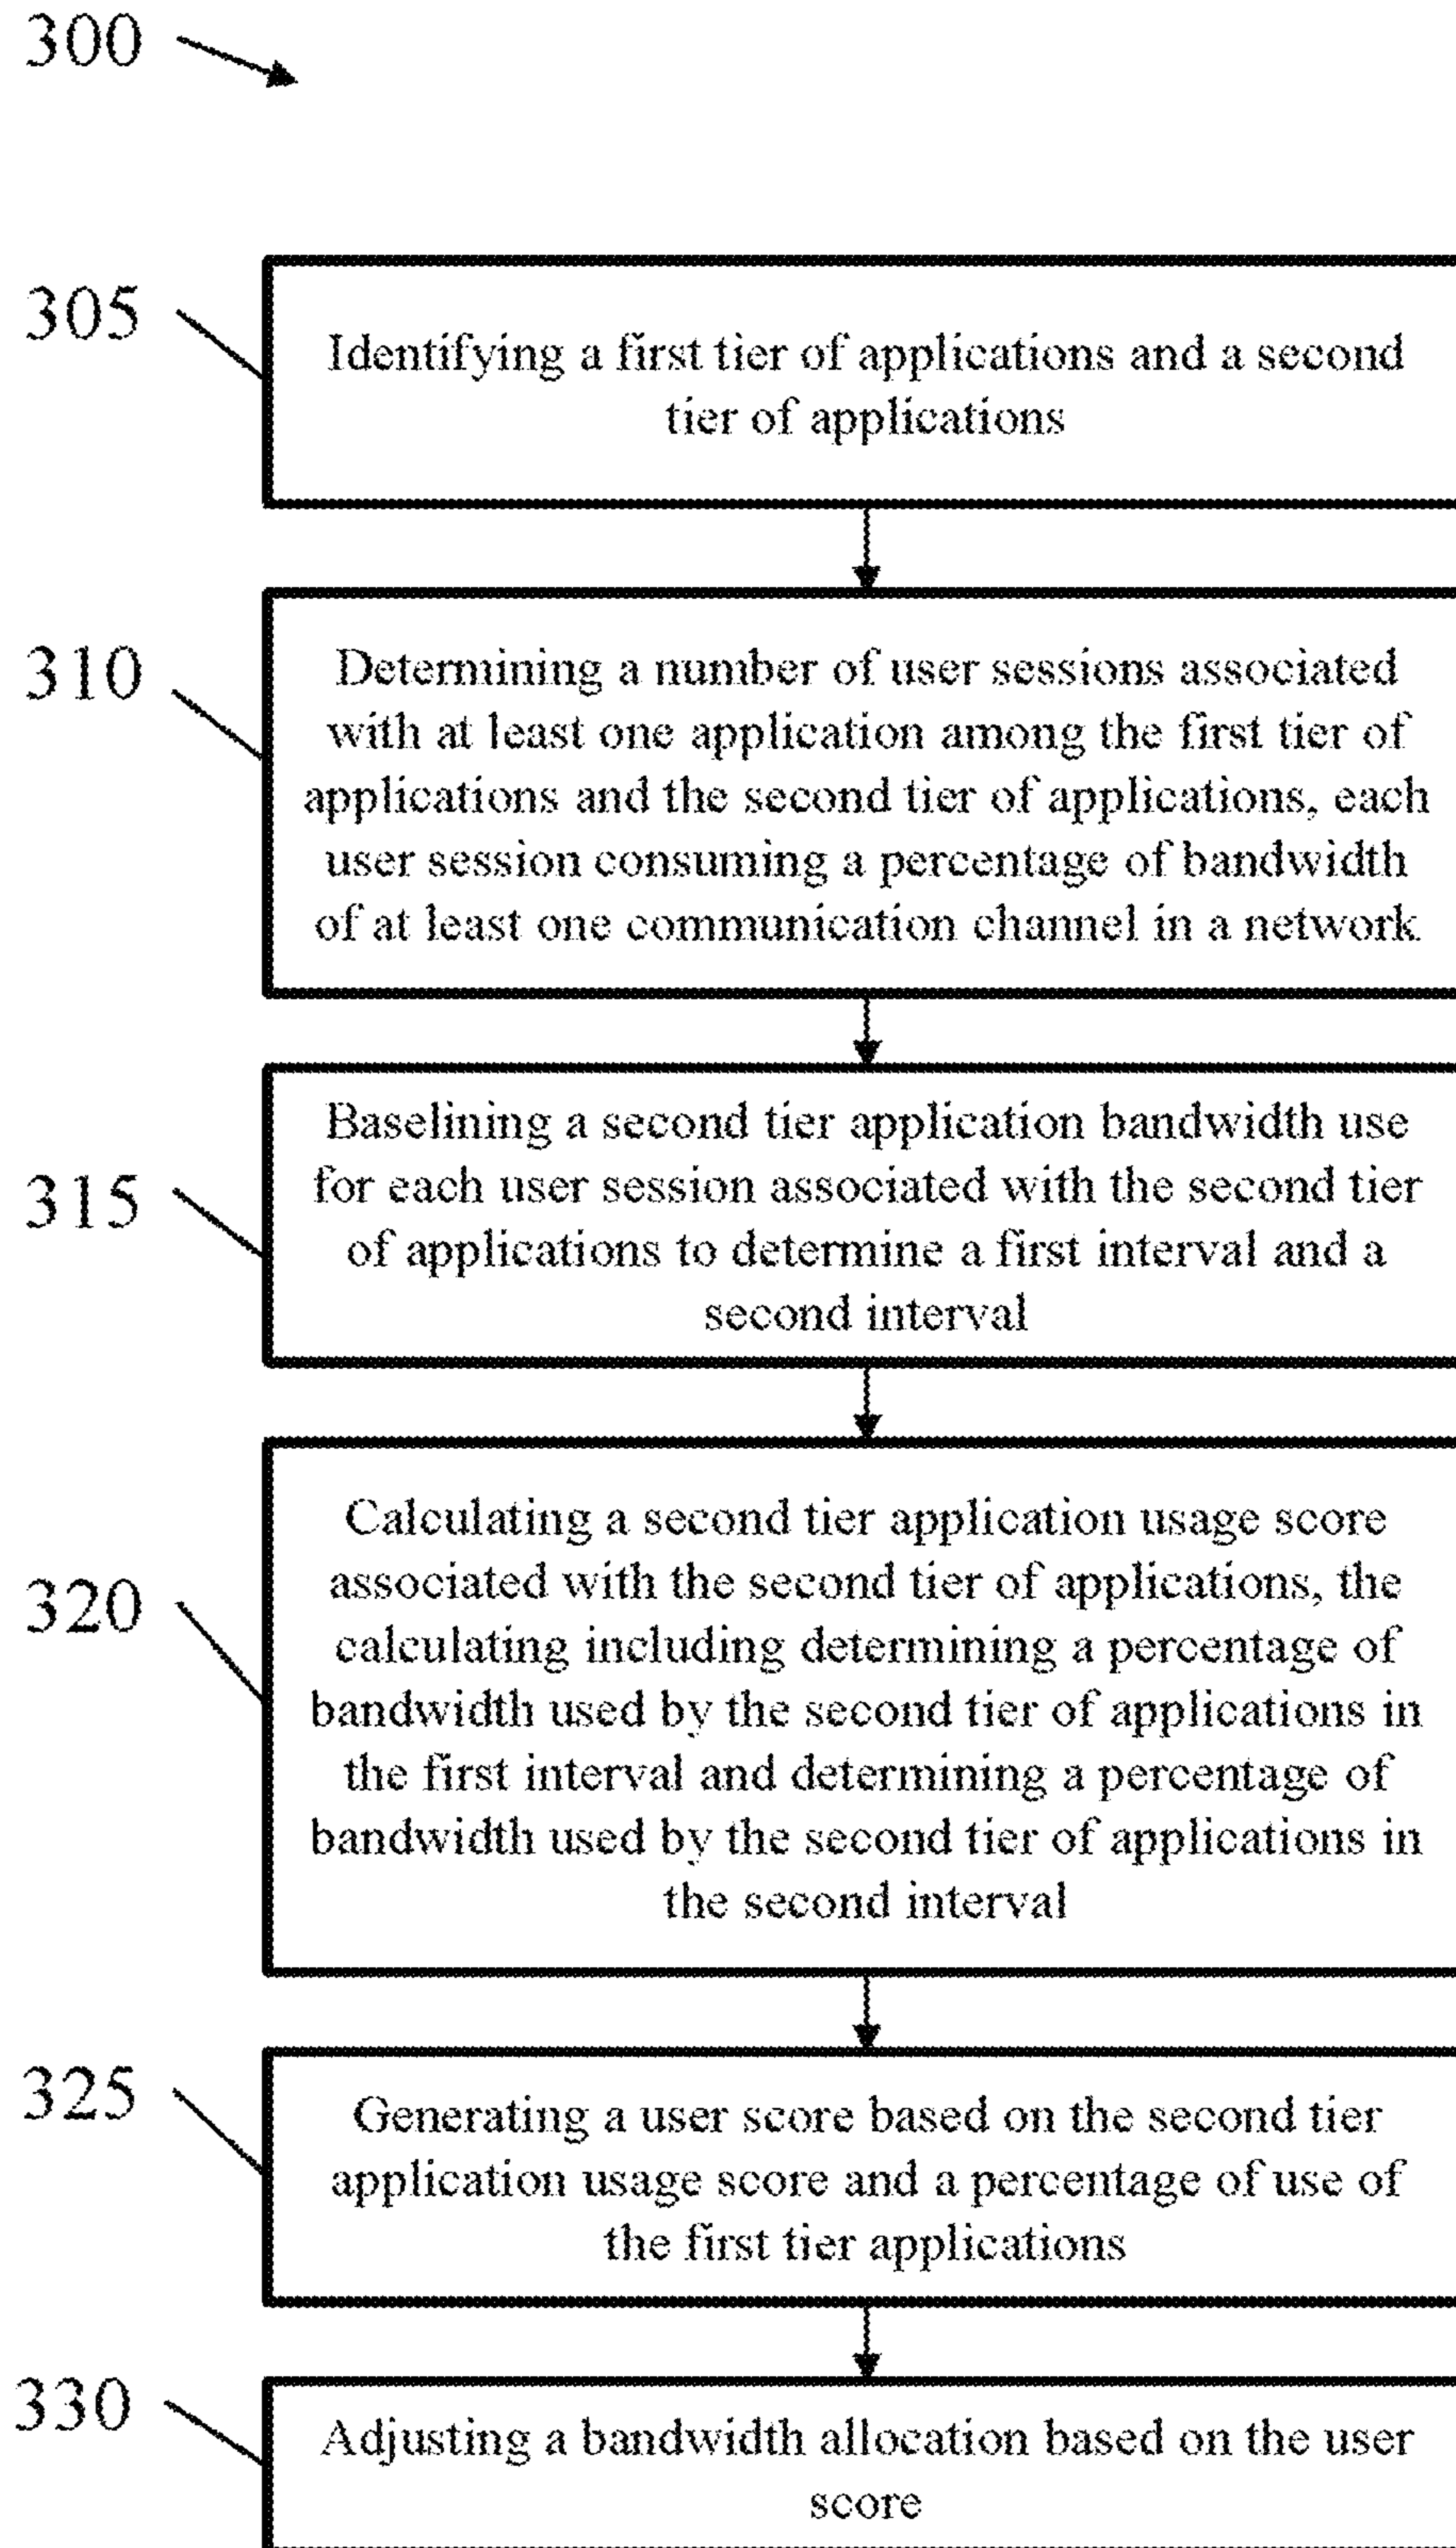 300
305
Identifying a first tier of applications and a second
tier of applications
310
Determining a number of user sessions associated
with at least one application among the first tier of
applications and the second tier of applications, each
user session consuming a percentage of bandwidth
of at least one communication channel in a network
315
Baselining a second tier application bandwidth use
for each user session associated with the second tier
of applications to determine a first interval and a
second interval
320
Calculating a second tier application usage score
associated with the second tier of applications, the
calculating including determining a percentage of
bandwidth used by the second tier of applications in
the first interval and determining a percentage of
bandwidth used by the second tier of applications in
the second interval
325
Generating a user score based on the second tier
application usage score and a percentage of use of
the first tier applications
330
Adjusting a bandwidth allocation based on the user
score